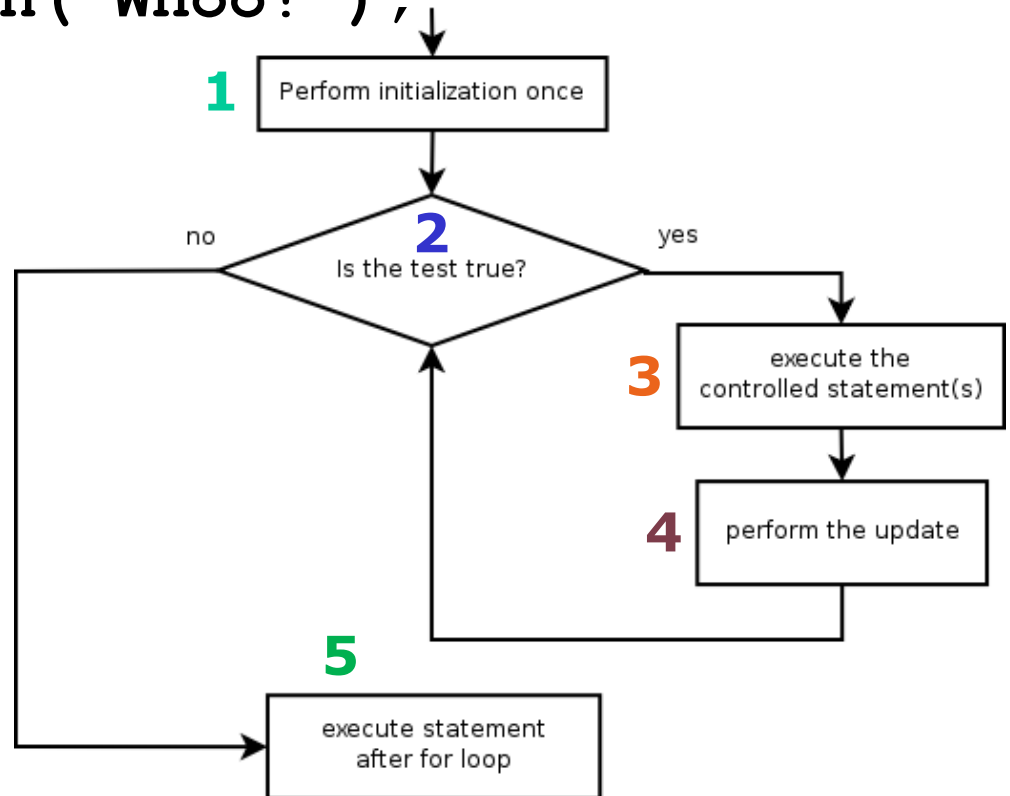 n("Whoo!");
1
Perform initialization once
2
no
yes
Is the test true?
3
execute the
controlled statement(s)
4
perform the update
5
execute statement
after for loop